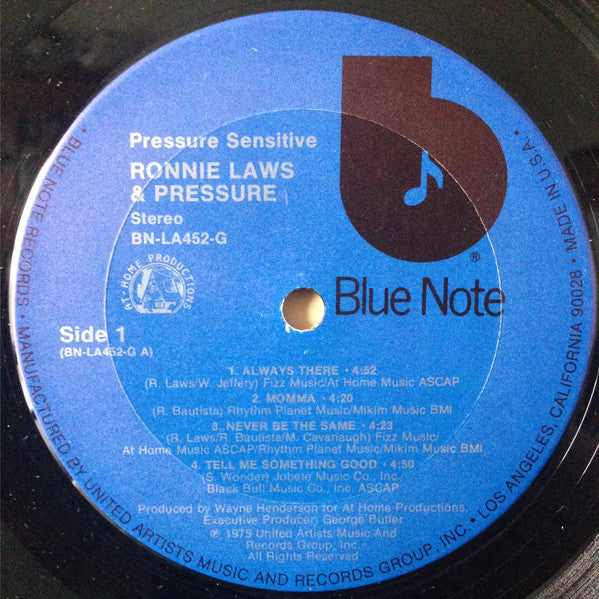 Pressure Sensitive
RONNIE LAWS
& PRESSURE
Stereo
BN-LA452-G
AT-HOME PRODUCTIONS
Side 1
(BN-LA452-G A)
b
®
Blue Note
1. ALWAYS THERE • 4:52
(R. Laws/W. Jeffery) Fizz Music/At Home Music ASCAP
2. MOMMA • 4:20
(R. Bautista) Rhythm Planet Music/Mikim Music BMI
3. NEVER BE THE SAME • 4:23
(R. Laws/R. Bautista/M. Cavanaugh) Fizz Music/
At Home Music ASCAP/Rhythm Planet Music/Mikim Music BMI
4. TELL ME SOMETHING GOOD • 4:50
(S. Wonder) Jobete Music Co., Inc.
Black Bull Music Co., Inc. ASCAP
Produced by Wayne Henderson for At Home Productions.
Executive Producer: George Butler
℗ 1975 United Artists Music And
Records Group, Inc.
All Rights Reserved
• BLUE NOTE RECORDS • MANUFACTURED BY UNITED ARTISTS MUSIC AND RECORDS GROUP, INC. • LOS ANGELES, CALIFORNIA 90028 • MADE IN U.S.A. •